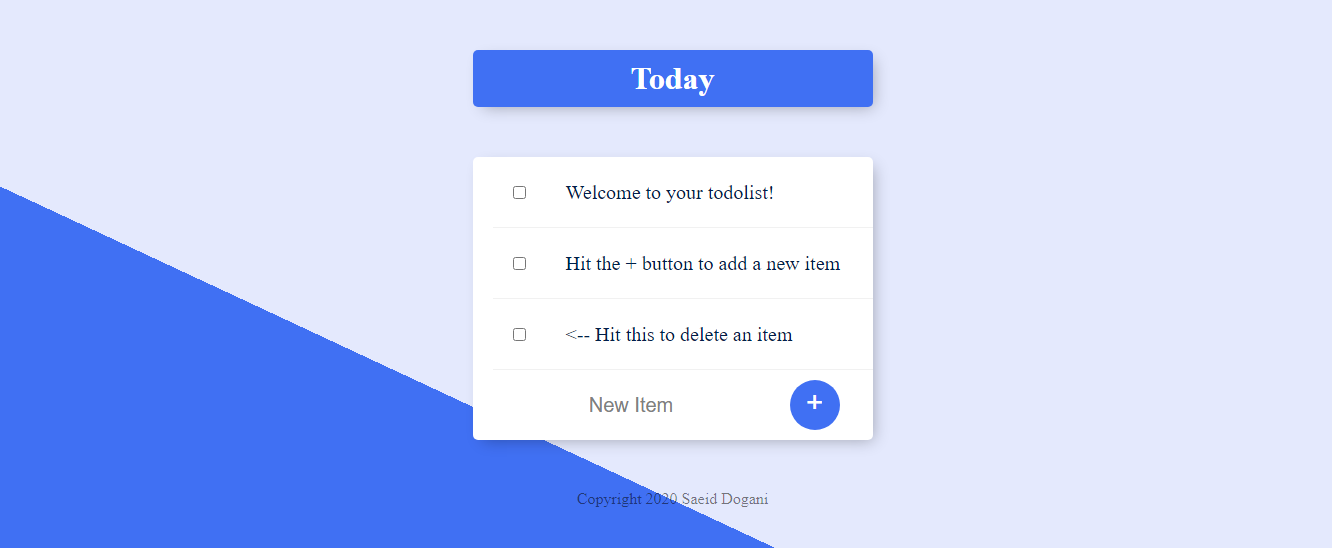 Today
Welcome to your todolist!
Hit the + button to add a new item
<-- Hit this to delete an item
New Item
+
Copyright 2020 Saeid Dogani